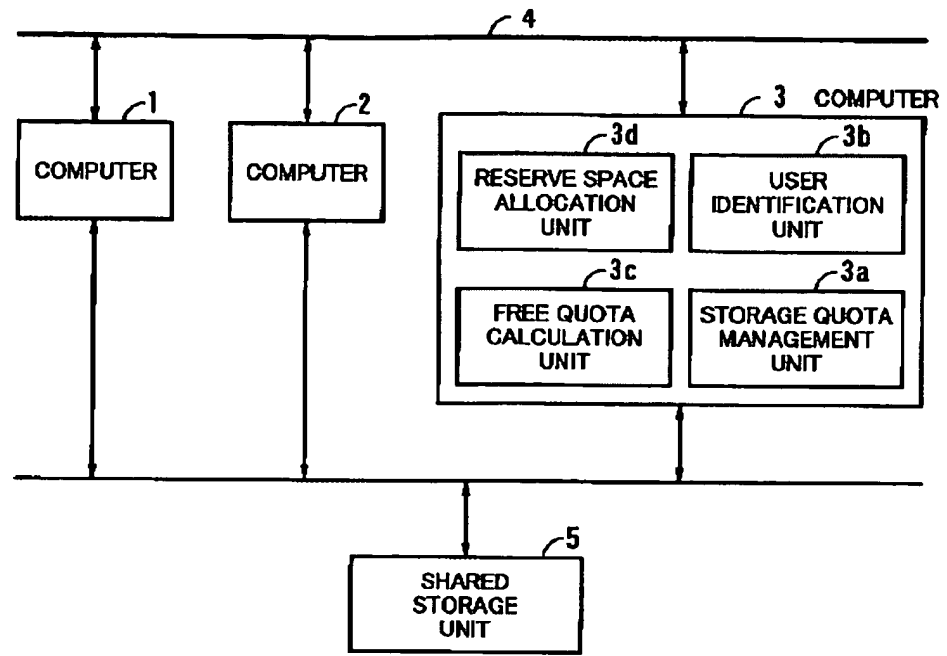 4
1
2
3 COMPUTER
COMPUTER
COMPUTER
3d
RESERVE SPACE
ALLOCATION
UNIT
3b
USER
IDENTIFICATION
UNIT
3c
FREE QUOTA
CALCULATION
UNIT
3a
STORAGE QUOTA
MANAGEMENT
UNIT
5
SHARED
STORAGE
UNIT